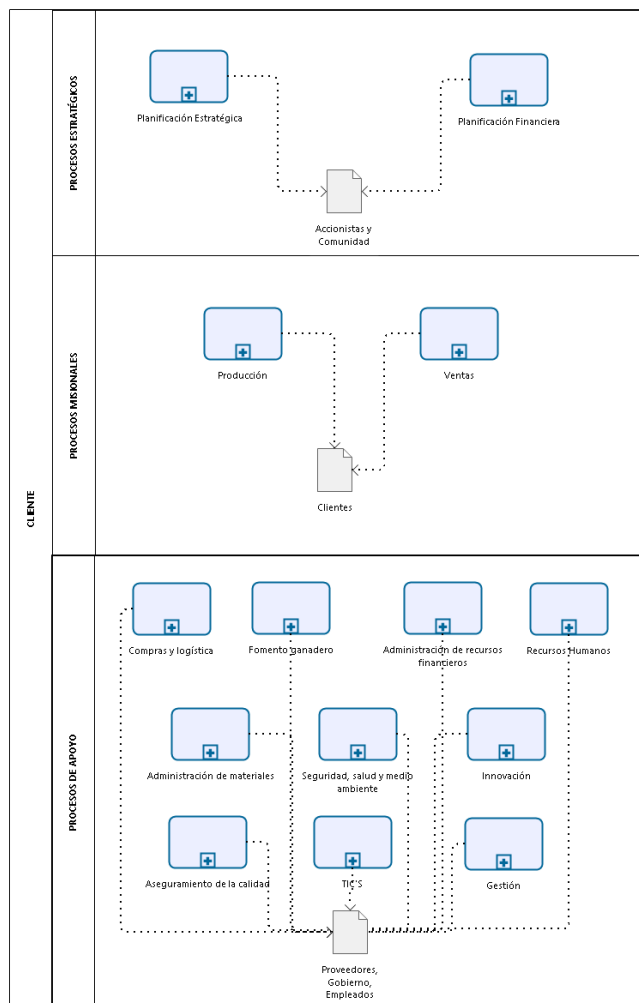 CLIENTE
PROCESOS ESTRATÉGICOS
Planificación Estratégica
Planificación Financiera
Accionistas y
Comunidad
PROCESOS MISIONALES
Producción
Ventas
Clientes
PROCESOS DE APOYO
Compras y logística
Fomento ganadero
Administración de recursos
financieros
Recursos Humanos
Administración de materiales
Seguridad, salud y medio
ambiente
Innovación
Aseguramiento de la calidad
TIC'S
Gestión
Proveedores,
Gobierno,
Empleados